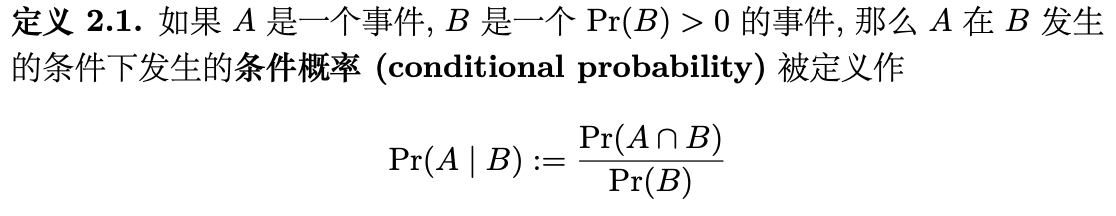 定义 2.1. 如果 A 是一个事件, B 是一个 Pr(B) > 0 的事件, 那么 A 在 B 发生
的条件下发生的条件概率 (conditional probability) 被定义作
Pr(A | B) := Pr(A ∩ B) / Pr(B)